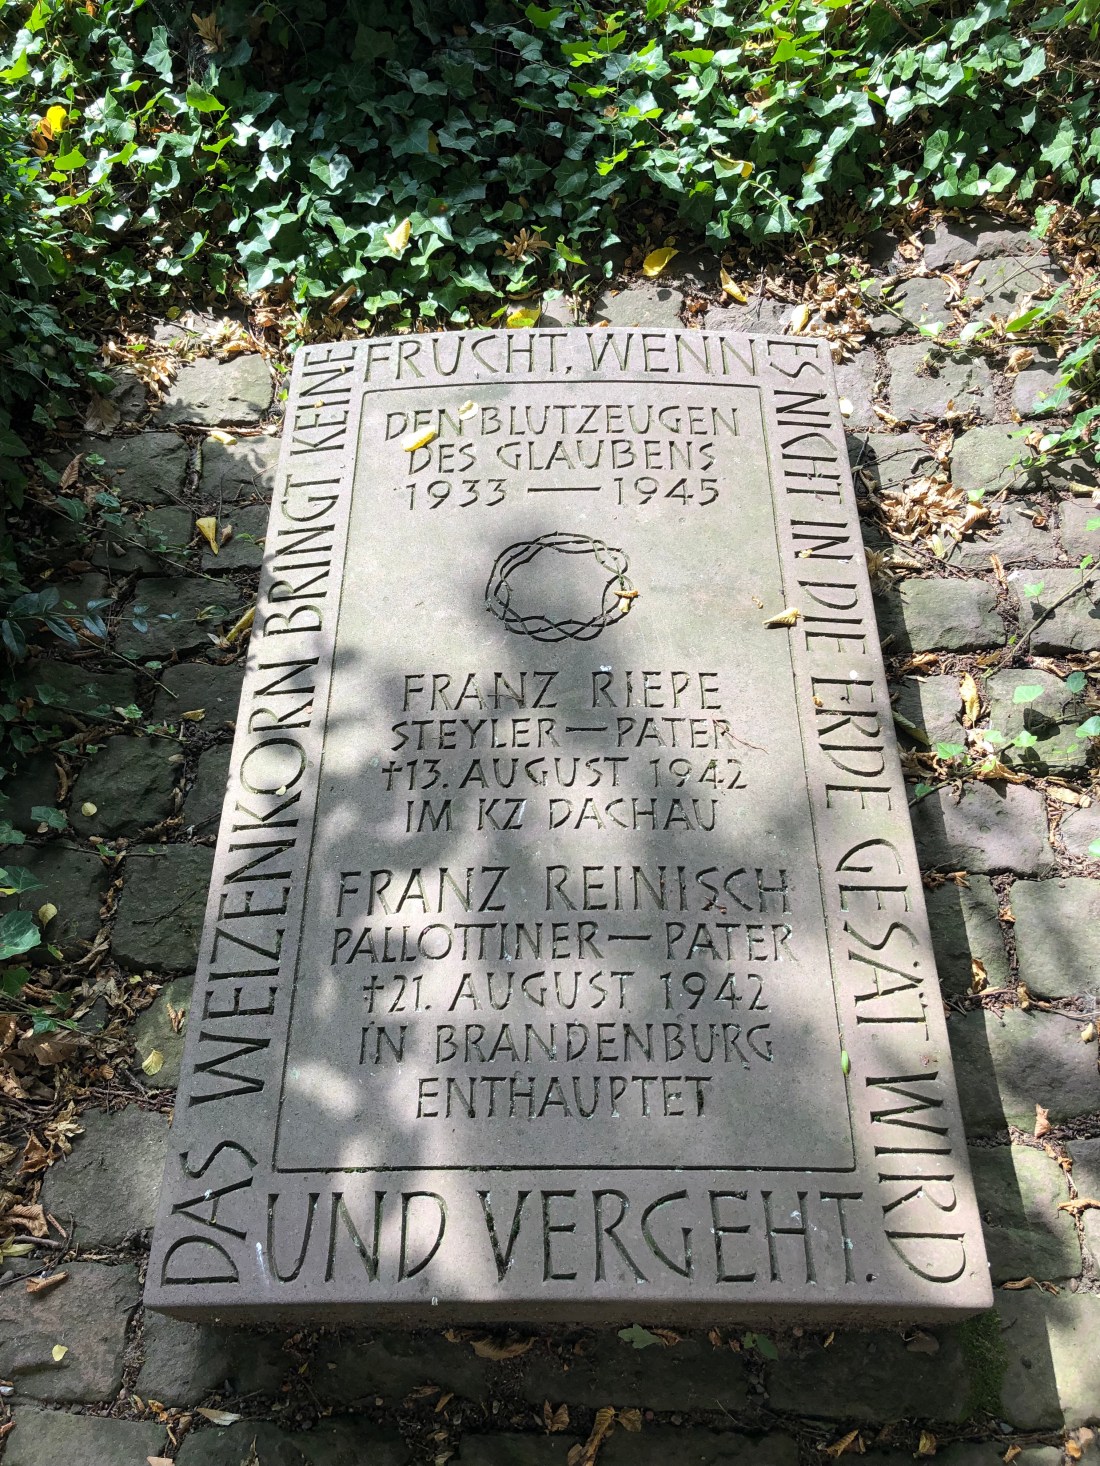 DAS WEIZENKORN BRINGT KEINE
FRUCHT, WENN
ES NICHT IN DIE ERDE GESÄT WIRD
UND VERGEHT.
DEN BLUTZEUGEN
DES GLAUBENS
1933 — 1945
FRANZ RIEPE
STEYLER—PATER
†13. AUGUST 1942
IM KZ DACHAU
FRANZ REINISCH
PALLOTTINER—PATER
†21. AUGUST 1942
IN BRANDENBURG
ENTHAUPTET